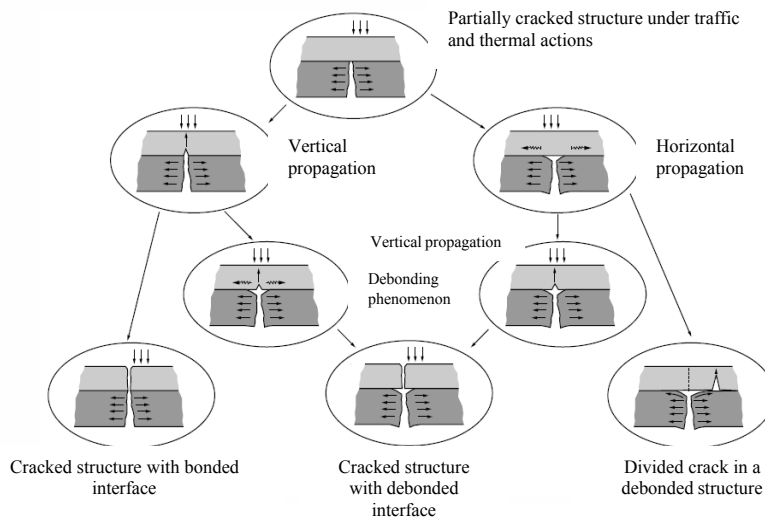 Partially cracked structure under traffic
and thermal actions
Vertical
propagation
Horizontal
propagation
Vertical propagation
Debonding
phenomenon
Cracked structure with bonded
interface
Cracked structure
with debonded
interface
Divided crack in a
debonded structure